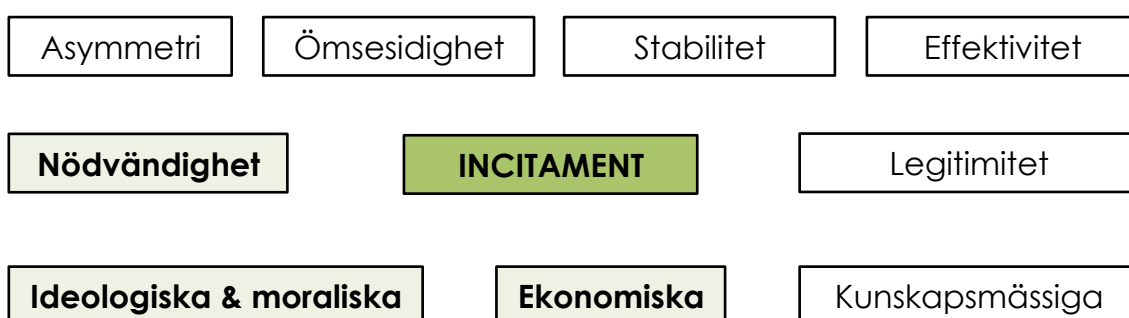 Asymmetri
Ömsesidighet
Stabilitet
Effektivitet
Nödvändighet
INCITAMENT
Legitimitet
Ideologiska & moraliska
Ekonomiska
Kunskapsmässiga